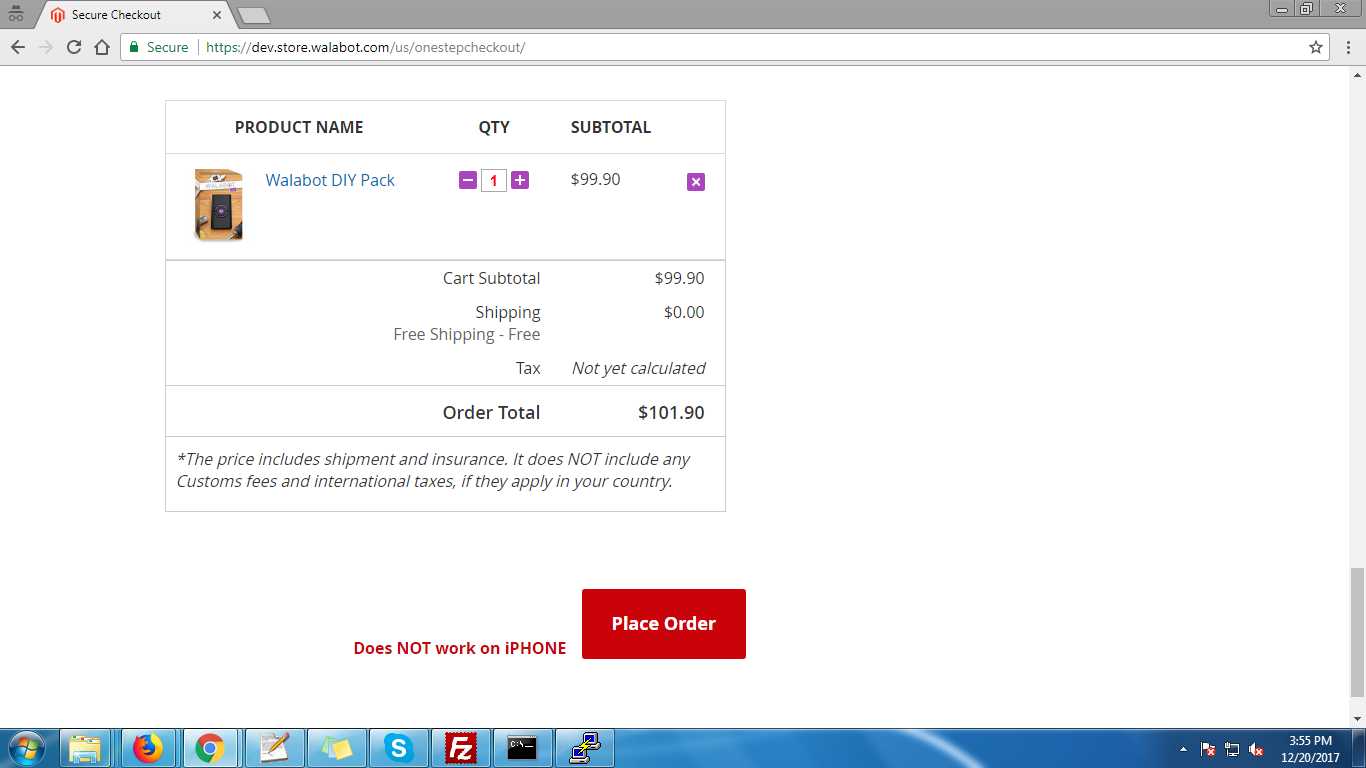 Secure Checkout
Secure https://dev.store.walabot.com/us/onestepcheckout/
PRODUCT NAME QTY SUBTOTAL
WALABOT
Walabot DIY Pack 1 $99.90
Cart Subtotal $99.90
Shipping $0.00
Free Shipping - Free
Tax Not yet calculated
Order Total $101.90
*The price includes shipment and insurance. It does NOT include any
Customs fees and international taxes, if they apply in your country.
Place Order
Does NOT work on iPHONE
3:55 PM
12/20/2017